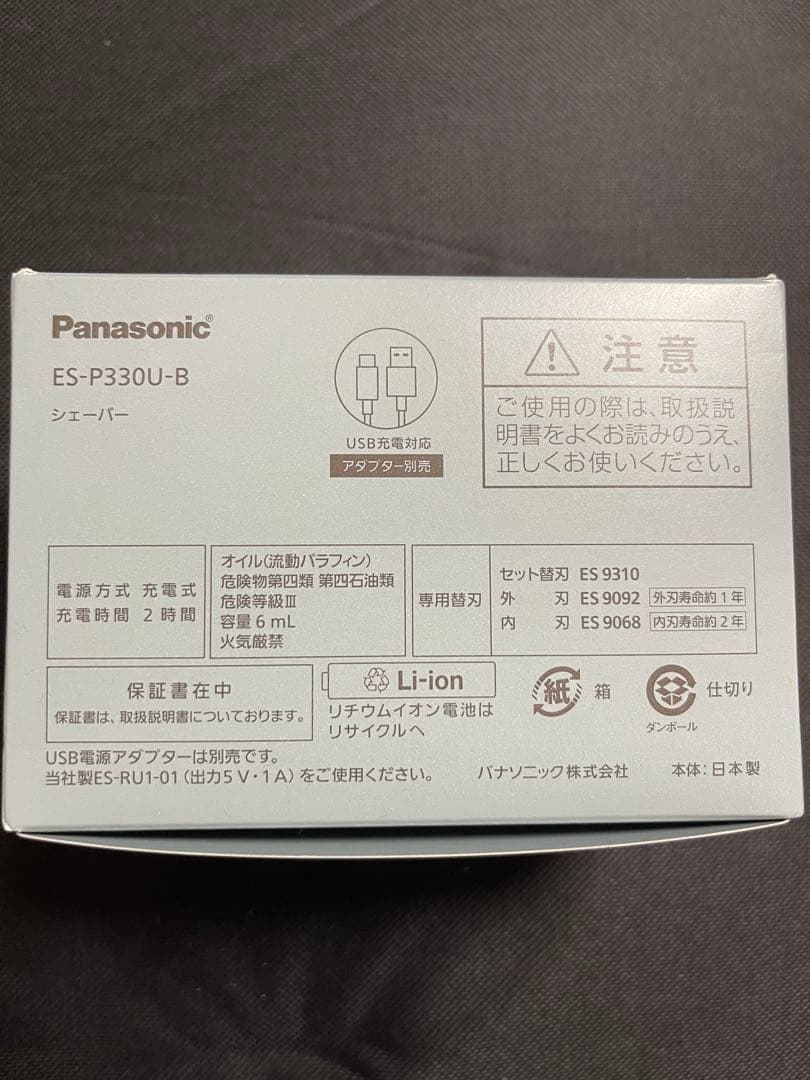 Panasonic®
ES-P330U-B
シェーバー
USB充電対応
アダプター別売
注意
ご使用の際は、取扱説
明書をよくお読みのうえ、
正しくお使いください。
電源方式 充電式
充電時間 2時間
オイル(流動パラフィン)
危険物第四類 第四石油類
危険等級Ⅲ
容量6mL
火気厳禁
専用替刃
セット替刃 ES9310
外刃 ES9092 外刃寿命約1年
内刃 ES9068 内刃寿命約2年
保証書在中
保証書は、取扱説明書についております。
Li-ion
リチウムイオン電池は
リサイクルへ
紙 箱
ダンボール
仕切り
USB電源アダプターは別売です。
当社製ES-RU1-01(出力5V・1A)をご使用ください。
パナソニック株式会社
本体:日本製